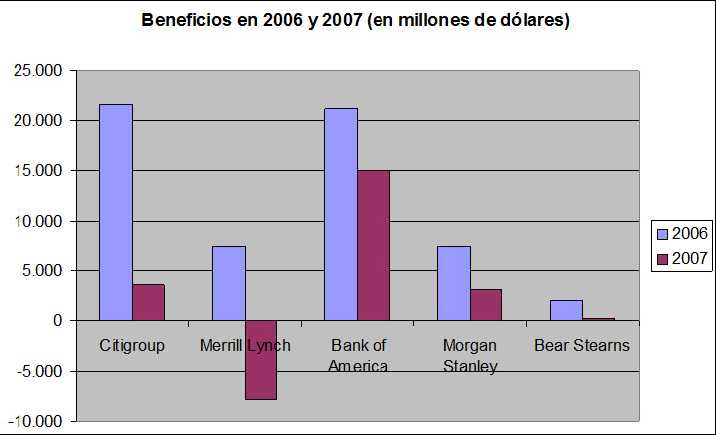 Beneficios en 2006 y 2007 (en millones de dólares)
25.000
20.000
15.000
10.000
5.000
0
-5.000
-10.000
Citigroup
Merrill Lynch
Bank of
America
Morgan
Stanley
Bear Stearns
2006
2007